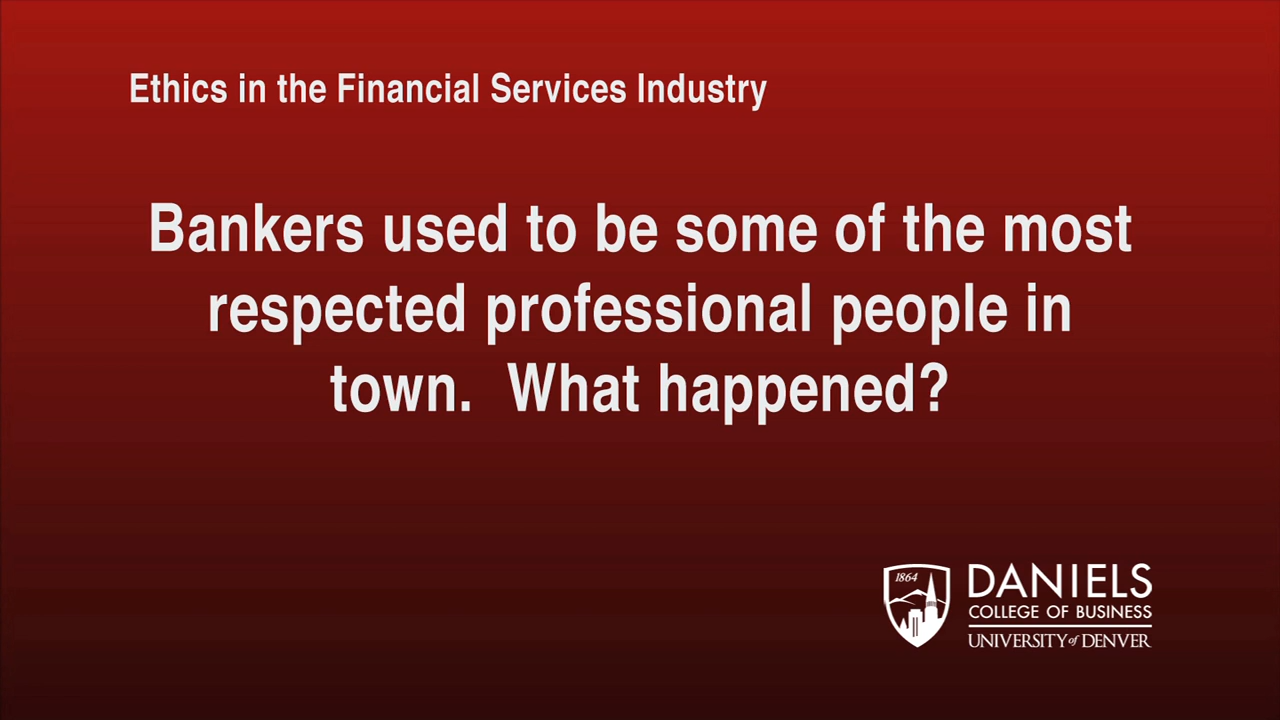 Ethics in the Financial Services Industry
Bankers used to be some of the most
respected professional people in
town.  What happened?
1864
DANIELS
COLLEGE OF BUSINESS
UNIVERSITY of DENVER